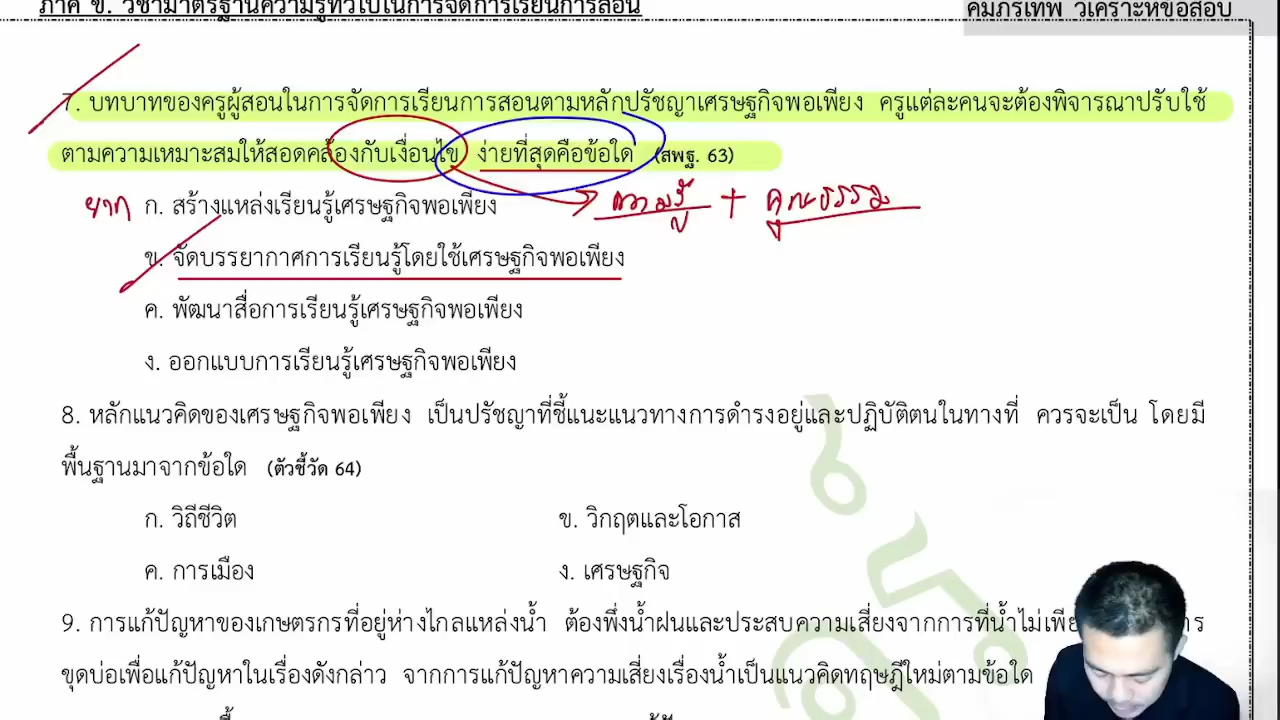 ภาค ข. วิชามาตรฐานความรู้ทั่วไปในการจัดการเรียนการสอน
คัมภีร์เทพ วิเคราะห์ข้อสอบ
7. บทบาทของครูผู้สอนในการจัดการเรียนการสอนตามหลักปรัชญาเศรษฐกิจพอเพียง ครูแต่ละคนจะต้องพิจารณาปรับใช้
ตามความเหมาะสมให้สอดคล้องกับเงื่อนไข ง่ายที่สุดคือข้อใด (สพฐ. 63)
ยาก ก. สร้างแหล่งเรียนรู้เศรษฐกิจพอเพียง ความรู้ + คุณธรรม
ข. จัดบรรยากาศการเรียนรู้โดยใช้เศรษฐกิจพอเพียง
ค. พัฒนาสื่อการเรียนรู้เศรษฐกิจพอเพียง
ง. ออกแบบการเรียนรู้เศรษฐกิจพอเพียง
8. หลักแนวคิดของเศรษฐกิจพอเพียง เป็นปรัชญาที่ชี้แนะแนวทางการดำรงอยู่และปฏิบัติตนในทางที่ ควรจะเป็น โดยมี
พื้นฐานมาจากข้อใด (ตัวชี้วัด 64)
ก. วิถีชีวิต ข. วิกฤตและโอกาส
ค. การเมือง ง. เศรษฐกิจ
9. การแก้ปัญหาของเกษตรกรที่อยู่ห่างไกลแหล่งน้ำ ต้องพึ่งน้ำฝนและประสบความเสี่ยงจากการที่น้ำไม่เพี
ขุดบ่อเพื่อแก้ปัญหาในเรื่องดังกล่าว จากการแก้ปัญหาความเสี่ยงเรื่องน้ำเป็นแนวคิดทฤษฎีใหม่ตามข้อใด